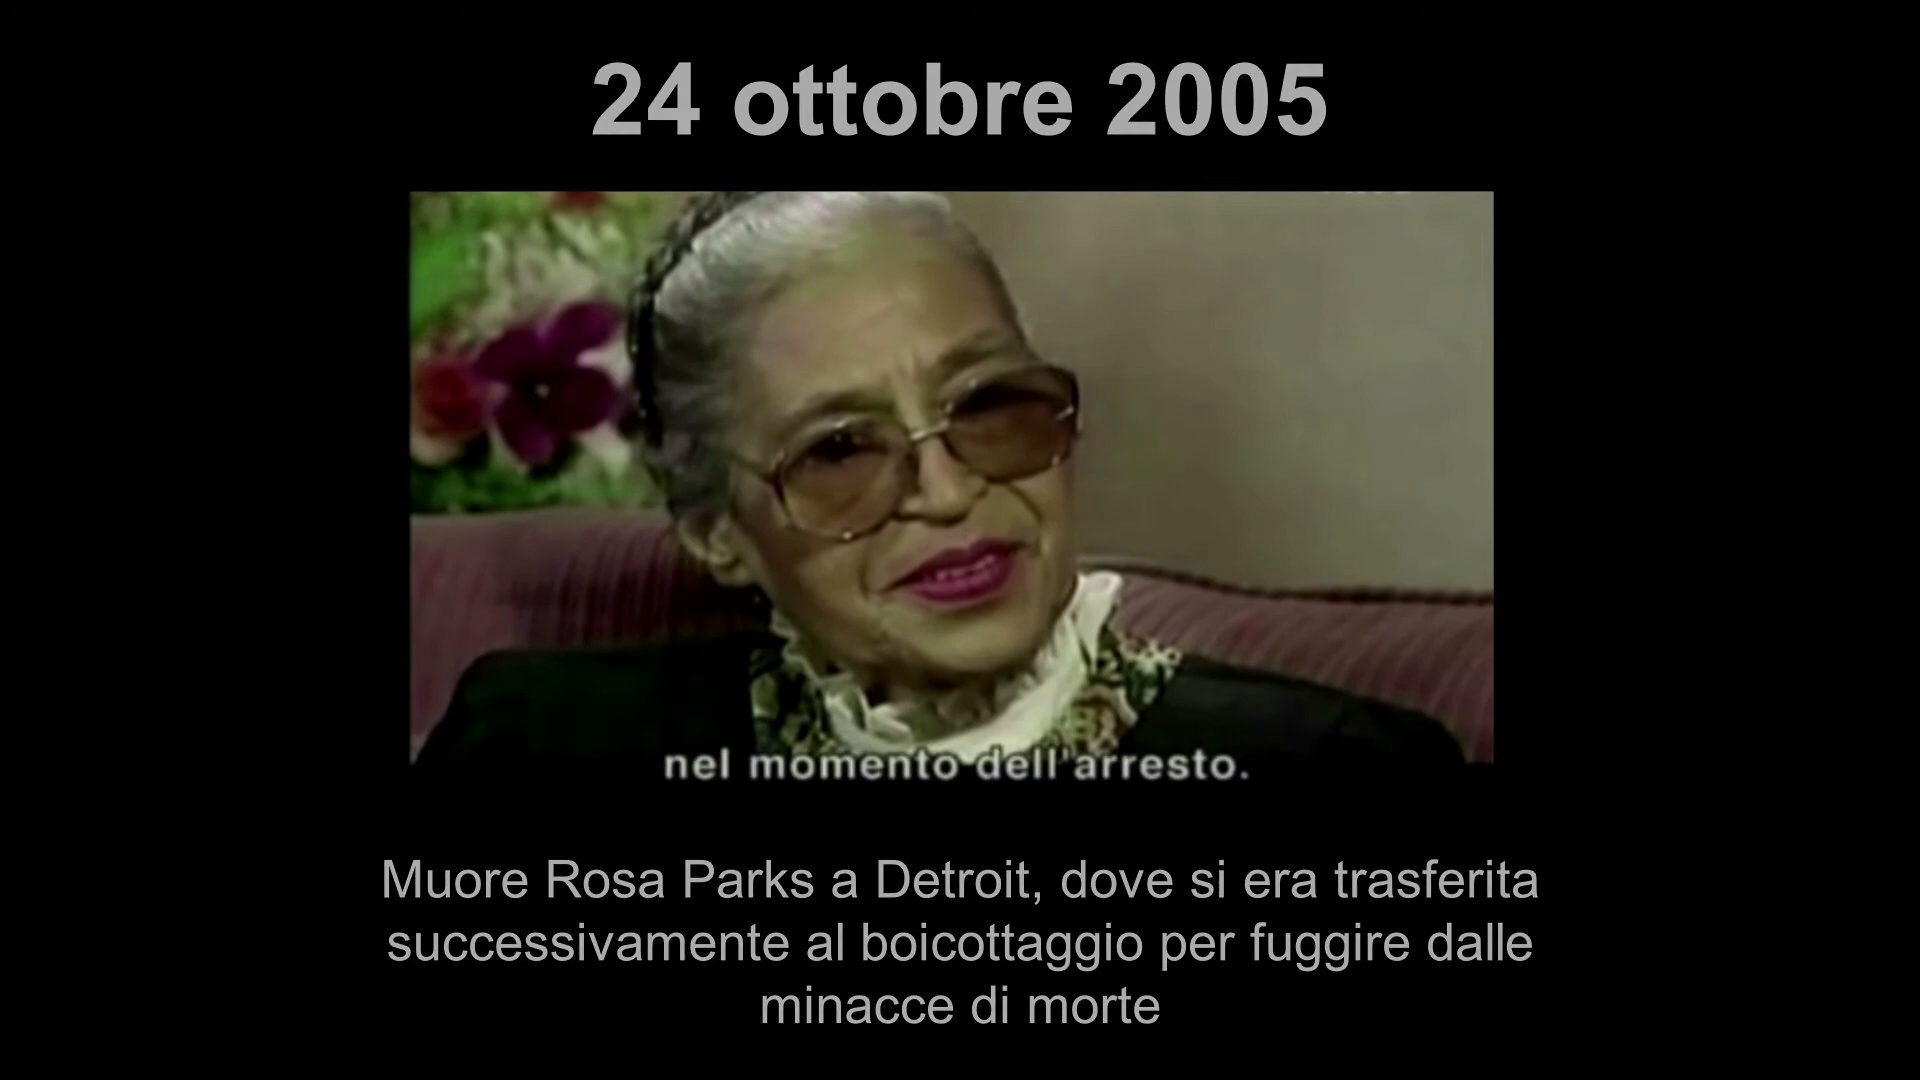 24 ottobre 2005
nel momento dell'arresto.
Muore Rosa Parks a Detroit, dove si era trasferita
successivamente al boicottaggio per fuggire dalle
minacce di morte